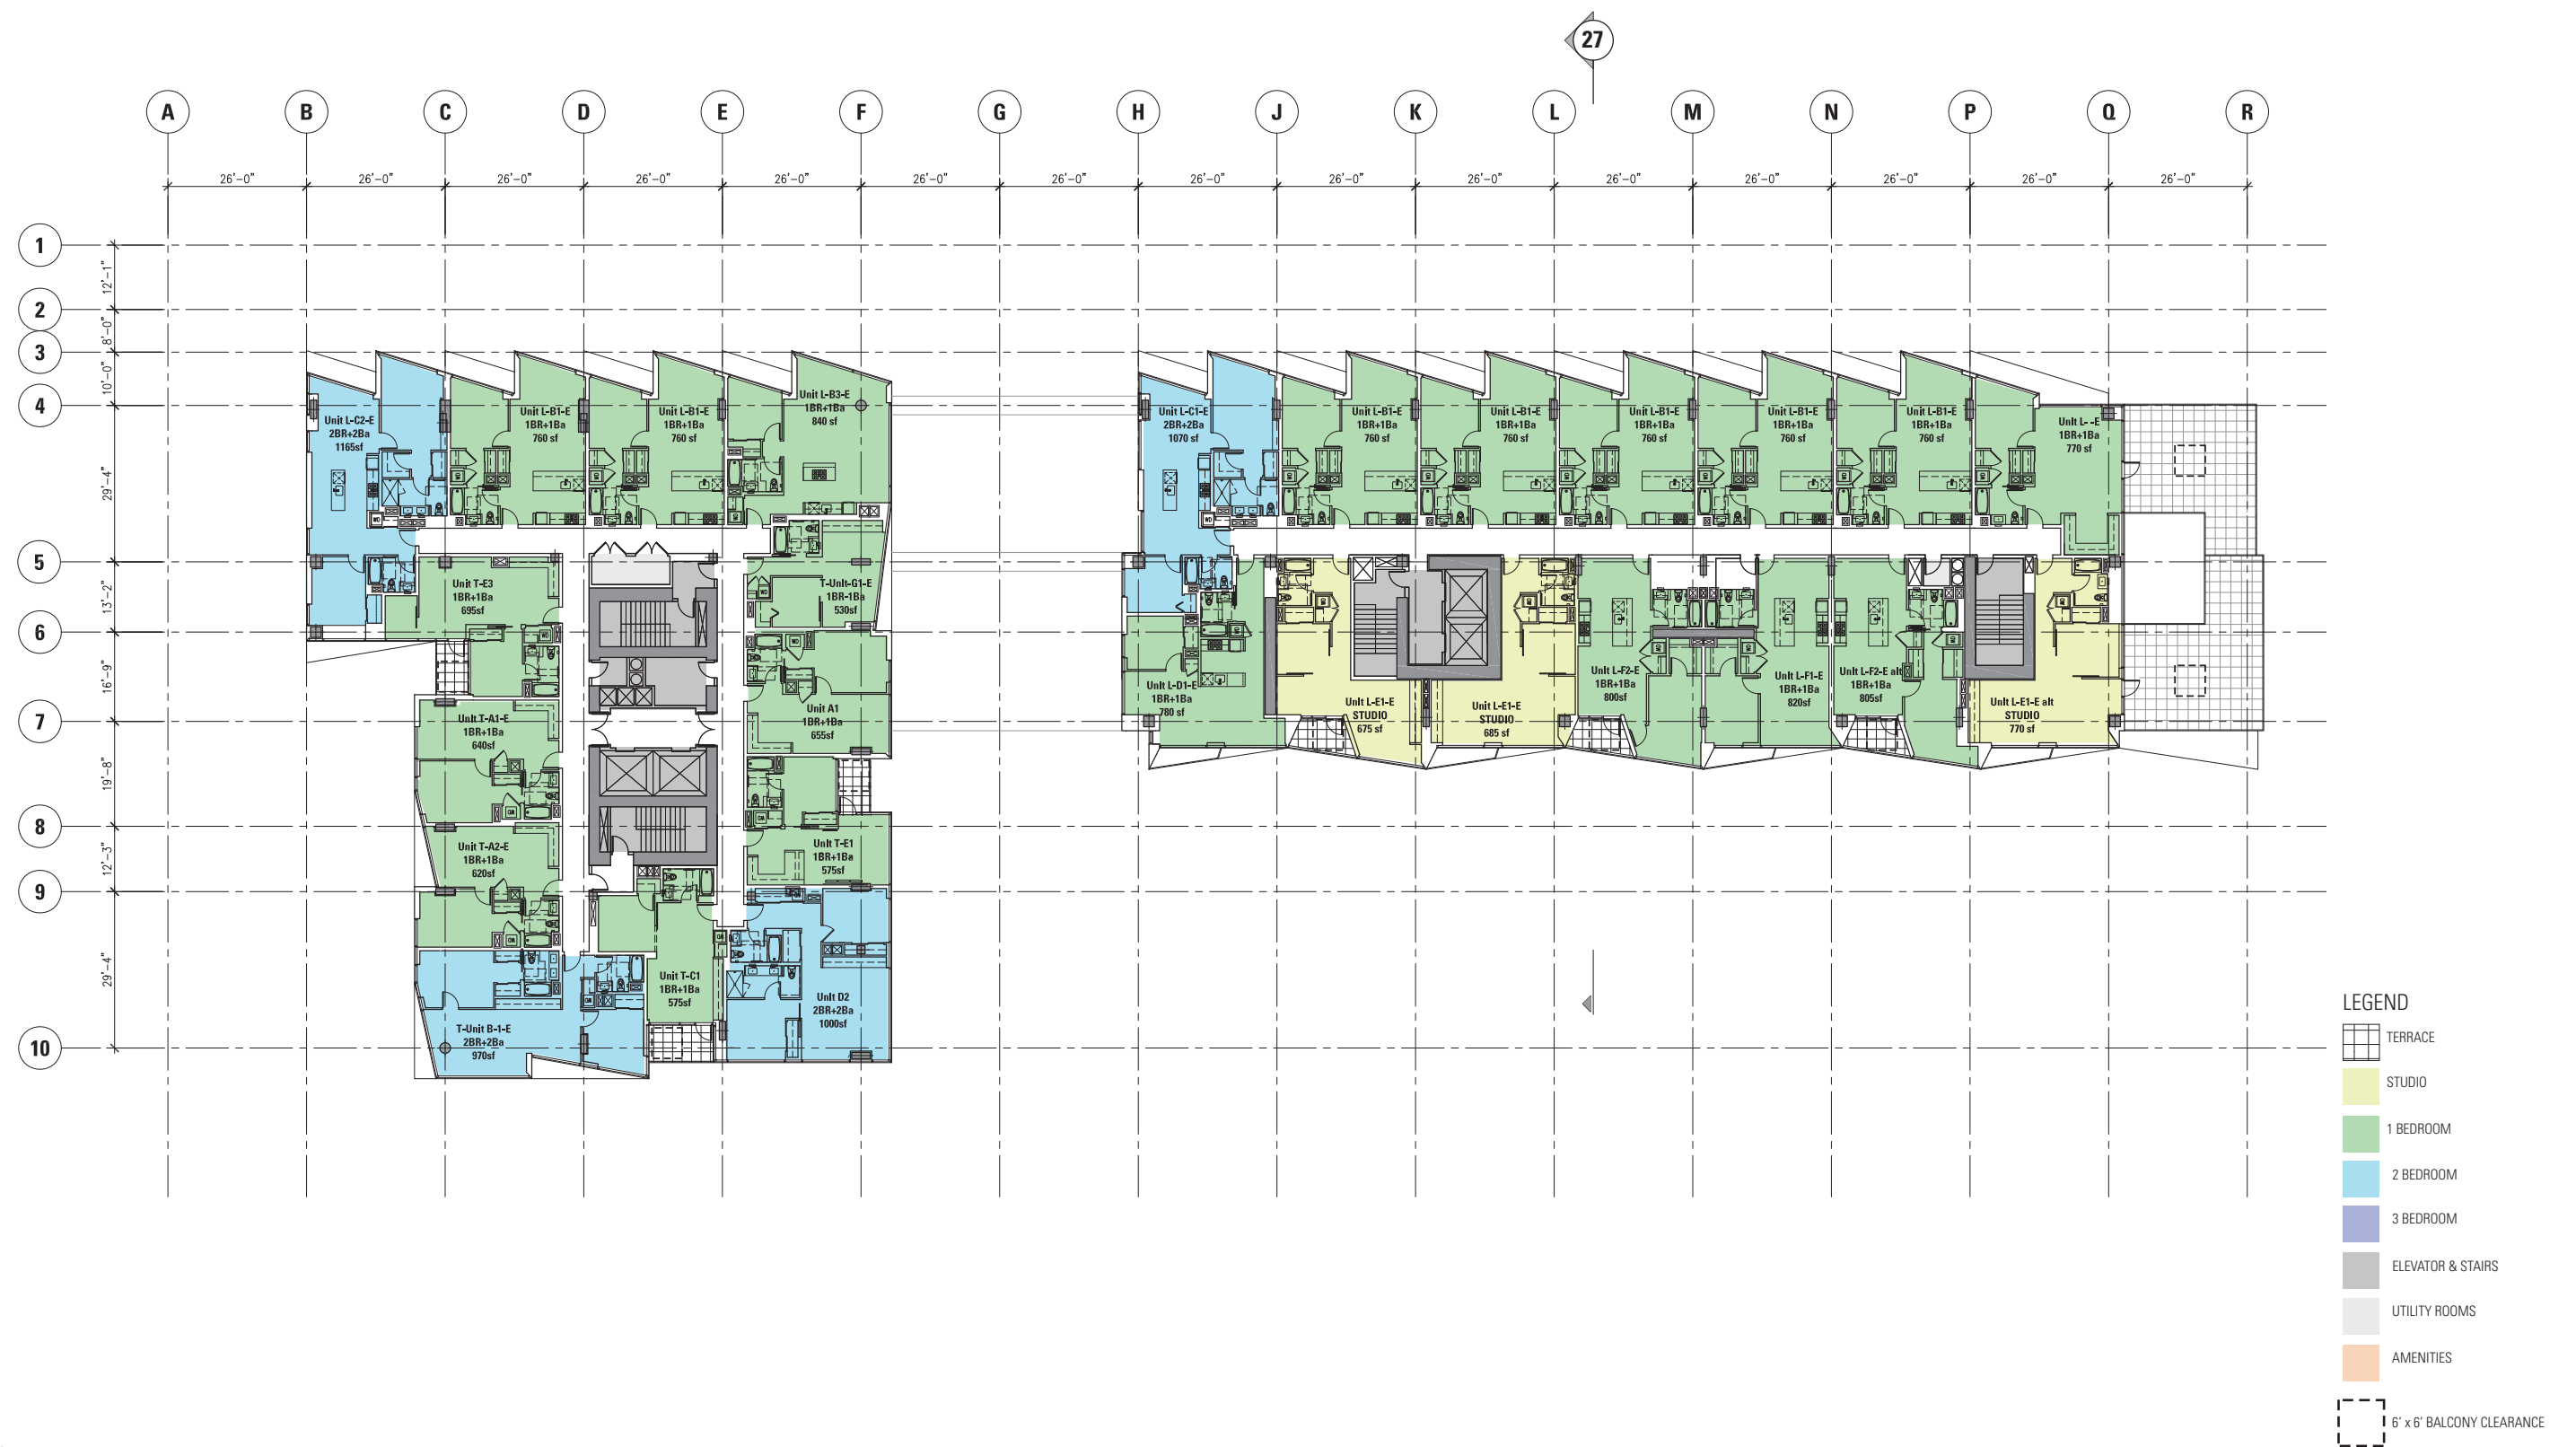 27
A B C D E F G H J K L M N P Q R
26'-0" 26'-0" 26'-0" 26'-0" 26'-0" 26'-0" 26'-0" 26'-0" 26'-0" 26'-0" 26'-0" 26'-0" 26'-0" 26'-0" 26'-0"
1
12'-1"
2
8'-0"
3
10'-0"
4
29'-4"
5
13'-2"
6
16'-9"
7
19'-8"
8
12'-3"
9
29'-4"
10
Unit L-C2-E
2BR+2Ba
1165sf
Unit L-B1-E
1BR+1Ba
760 sf
Unit L-B1-E
1BR+1Ba
760 sf
Unit L-B3-E
1BR+1Ba
840 sf
Unit L-C1-E
2BR+2Ba
1070 sf
Unit L-B1-E
1BR+1Ba
760 sf
Unit L-B1-E
1BR+1Ba
760 sf
Unit L-B1-E
1BR+1Ba
760 sf
Unit L-B1-E
1BR+1Ba
760 sf
Unit L-B1-E
1BR+1Ba
760 sf
Unit L- -E
1BR+1Ba
770 sf
Unit T-E3
1BR+1Ba
695sf
T-Unit-G1-E
1BR-1Ba
530sf
Unit A1
1BR+1Ba
655sf
Unit T-A1-E
1BR+1Ba
640sf
Unit T-A2-E
1BR+1Ba
620sf
Unit T-E1
1BR+1Ba
575sf
Unit T-C1
1BR+1Ba
575sf
Unit D2
2BR+2Ba
1000sf
T-Unit B-1-E
2BR+2Ba
970sf
Unit L-D1-E
1BR+1Ba
780 sf
Unit L-E1-E
STUDIO
675 sf
Unit L-E1-E
STUDIO
685 sf
Unit L-F2-E
1BR+1Ba
800sf
Unit L-F1-E
1BR+1Ba
820sf
Unit L-F2-E alt
1BR+1Ba
805sf
Unit L-E1-E alt
STUDIO
770 sf
LEGEND
TERRACE
STUDIO
1 BEDROOM
2 BEDROOM
3 BEDROOM
ELEVATOR & STAIRS
UTILITY ROOMS
AMENITIES
6' x 6' BALCONY CLEARANCE